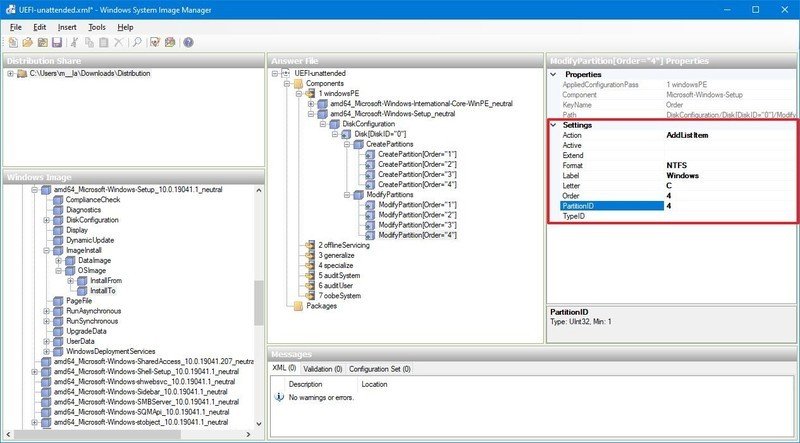 UEFI-unattended.xml* - Windows System Image Manager
File Edit Insert Tools Help
Distribution Share
C:\Users\m__la\Downloads\Distribution
Windows Image
amd64_Microsoft-Windows-Setup_10.0.19041.1_neutral
ComplianceCheck
Diagnostics
DiskConfiguration
Display
DynamicUpdate
ImageInstall
DataImage
OSImage
InstallFrom
InstallTo
PageFile
RunAsynchronous
RunSynchronous
UpgradeData
UserData
WindowsDeploymentServices
amd64_Microsoft-Windows-SharedAccess_10.0.19041.207_neutral
amd64_Microsoft-Windows-Shell-Setup_10.0.19041.1_neutral
amd64_Microsoft-Windows-shwebsvc_10.0.19041.1_neutral
amd64_Microsoft-Windows-Sidebar_10.0.19041.1_neutral
amd64_Microsoft-Windows-SMBServer_10.0.19041.1_neutral
amd64_Microsoft-Windows-SQMApi_10.0.19041.1_neutral
amd64_Microsoft-Windows-stobject_10.0.19041.1_neutral
Answer File
UEFI-unattended
Components
1 windowsPE
amd64_Microsoft-Windows-International-Core-WinPE_neutral
amd64_Microsoft-Windows-Setup_neutral
DiskConfiguration
Disk[DiskID="0"]
CreatePartitions
CreatePartition[Order="1"]
CreatePartition[Order="2"]
CreatePartition[Order="3"]
CreatePartition[Order="4"]
ModifyPartitions
ModifyPartition[Order="1"]
ModifyPartition[Order="2"]
ModifyPartition[Order="3"]
ModifyPartition[Order="4"]
2 offlineServicing
3 generalize
4 specialize
5 auditSystem
6 auditUser
7 oobeSystem
Packages
ModifyPartition[Order="4"] Properties
Properties
AppliedConfigurationPass 1 windowsPE
Component Microsoft-Windows-Setup
KeyName Order
Path DiskConfiguration/Disk[DiskID="0"]/Modify
Settings
Action AddListItem
Active
Extend
Format NTFS
Label Windows
Letter C
Order 4
PartitionID 4
TypeID
PartitionID
Type: UInt32, Min: 1
Messages
XML (0) Validation (0) Configuration Set (0)
Description Location
No warnings or errors.